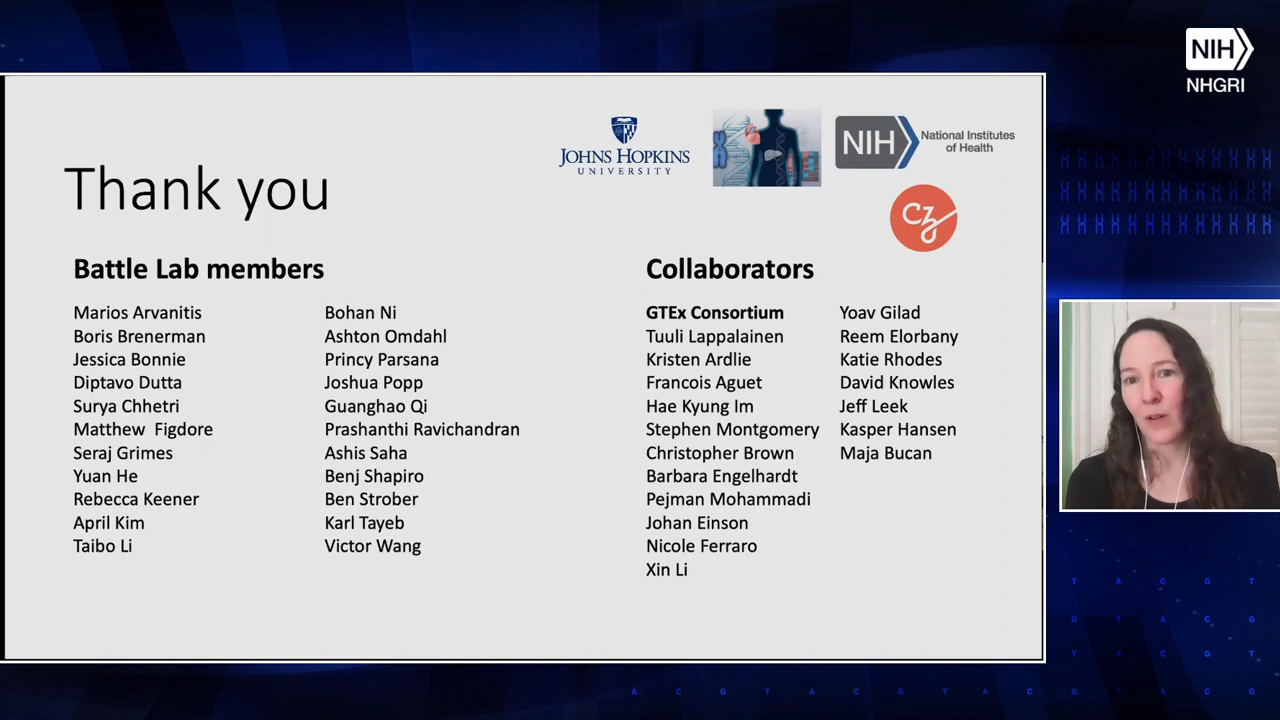 NIH
NHGRI
JOHNS HOPKINS
UNIVERSITY
NIH
National Institutes
of Health
cz
Thank you
Battle Lab members
Marios Arvanitis
Boris Brenerman
Jessica Bonnie
Diptavo Dutta
Surya Chhetri
Matthew Figdore
Seraj Grimes
Yuan He
Rebecca Keener
April Kim
Taibo Li
Bohan Ni
Ashton Omdahl
Princy Parsana
Joshua Popp
Guanghao Qi
Prashanthi Ravichandran
Ashis Saha
Benj Shapiro
Ben Strober
Karl Tayeb
Victor Wang
Collaborators
GTEx Consortium
Tuuli Lappalainen
Kristen Ardlie
Francois Aguet
Hae Kyung Im
Stephen Montgomery
Christopher Brown
Barbara Engelhardt
Pejman Mohammadi
Johan Einson
Nicole Ferraro
Xin Li
Yoav Gilad
Reem Elorbany
Katie Rhodes
David Knowles
Jeff Leek
Kasper Hansen
Maja Bucan
T A C G T
G T A C G
T A C G T
A C G T A C G T A C G T A C G